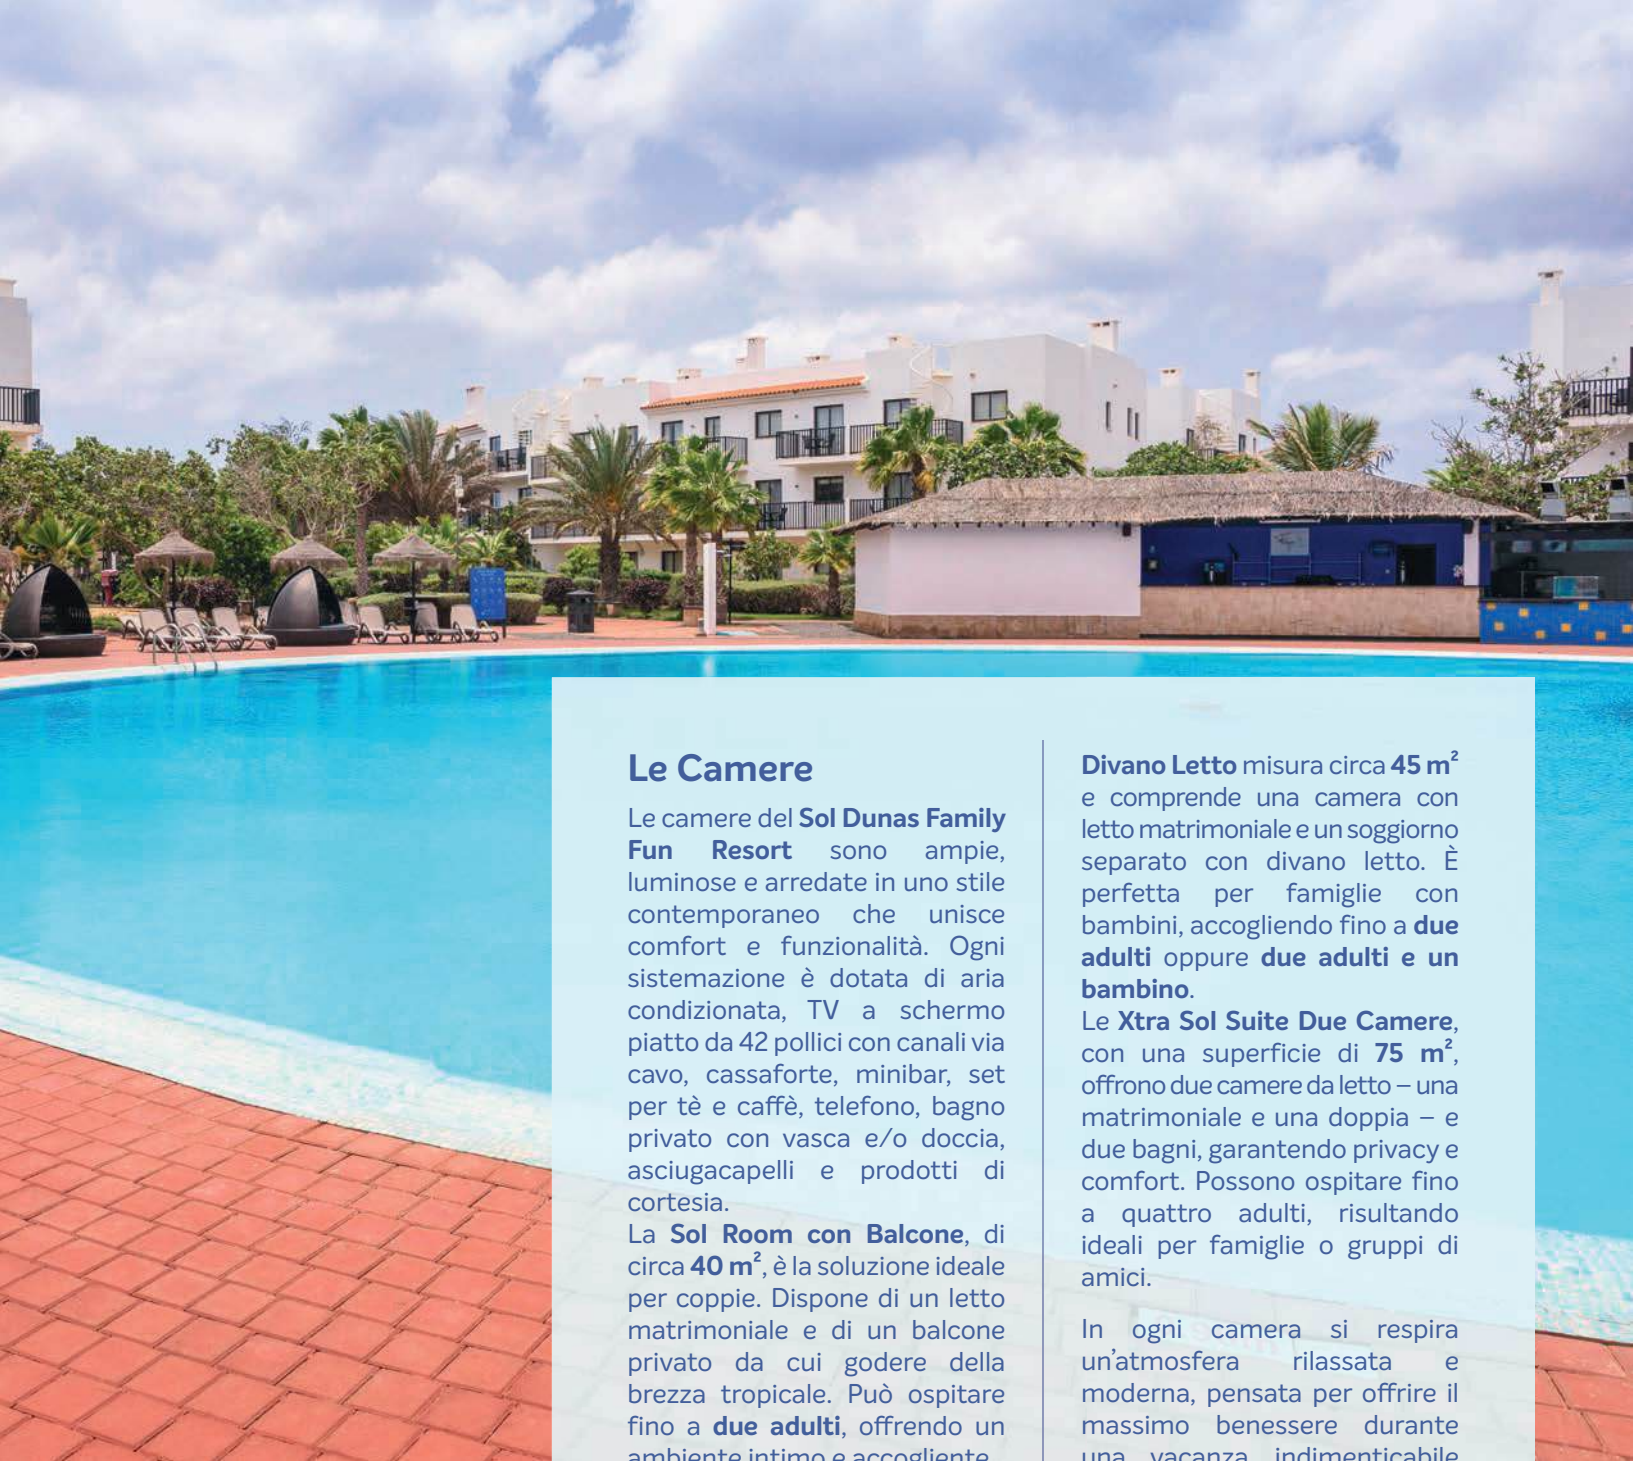 Le Camere
Le camere del Sol Dunas Family
Fun Resort sono ampie,
luminose e arredate in uno stile
contemporaneo che unisce
comfort e funzionalità. Ogni
sistemazione è dotata di aria
condizionata, TV a schermo
piatto da 42 pollici con canali via
cavo, cassaforte, minibar, set
per tè e caffè, telefono, bagno
privato con vasca e/o doccia,
asciugacapelli e prodotti di
cortesia.
La Sol Room con Balcone, di
circa 40 m², è la soluzione ideale
per coppie. Dispone di un letto
matrimoniale e di un balcone
privato da cui godere della
brezza tropicale. Può ospitare
fino a due adulti, offrendo un
ambiente intimo e accogliente.
Divano Letto misura circa 45 m²
e comprende una camera con
letto matrimoniale e un soggiorno
separato con divano letto. È
perfetta per famiglie con
bambini, accogliendo fino a due
adulti oppure due adulti e un
bambino.
Le Xtra Sol Suite Due Camere,
con una superficie di 75 m²,
offrono due camere da letto – una
matrimoniale e una doppia – e
due bagni, garantendo privacy e
comfort. Possono ospitare fino
a quattro adulti, risultando
ideali per famiglie o gruppi di
amici.
In ogni camera si respira
un'atmosfera rilassata e
moderna, pensata per offrire il
massimo benessere durante
una vacanza indimenticabile